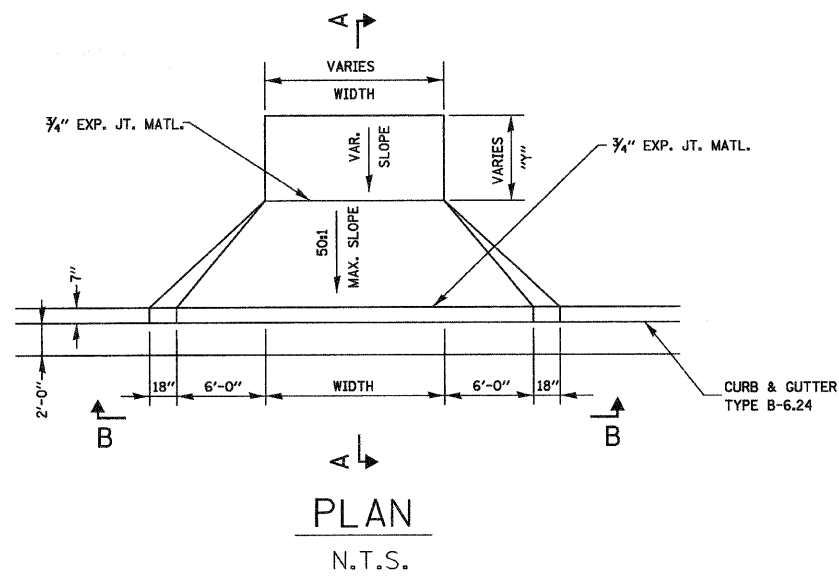 A
VARIES
WIDTH
¾" EXP. JT. MATL.
VAR.
SLOPE
VARIES
"Y"
¾" EXP. JT. MATL.
50:1
MAX. SLOPE
7"
2'-0"
18"
6'-0"
WIDTH
6'-0"
18"
CURB & GUTTER
TYPE B-6.24
B
B
A
PLAN
N.T.S.